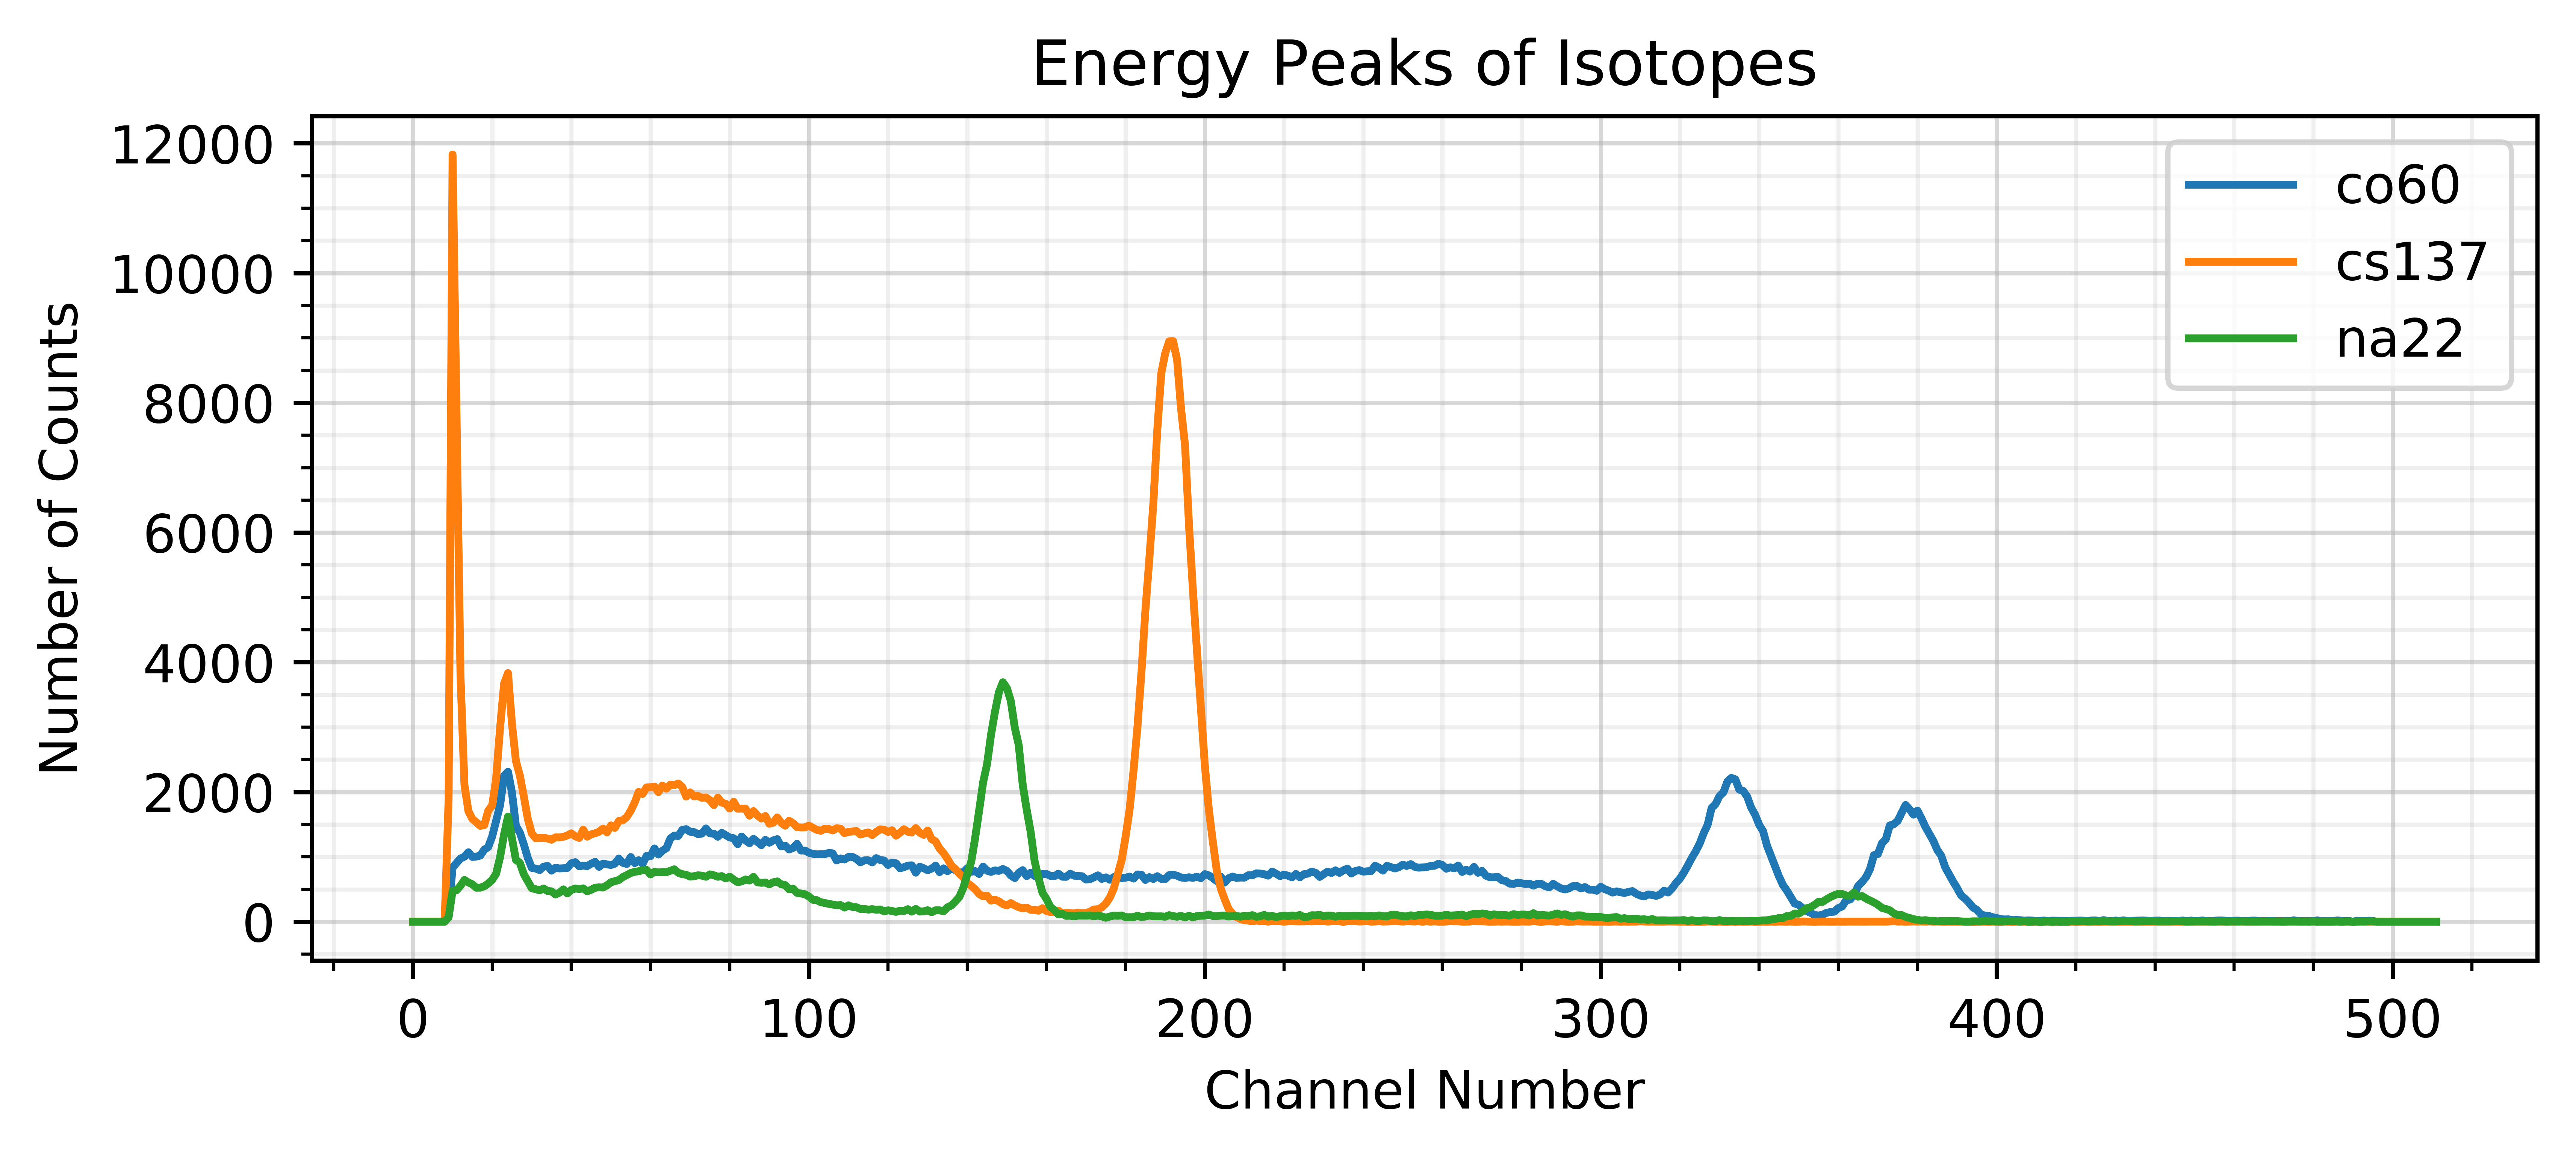 Energy Peaks of Isotopes
12000
10000
8000
6000
4000
2000
0
Number of Counts
co60
cs137
na22
0 100 200 300 400 500
Channel Number